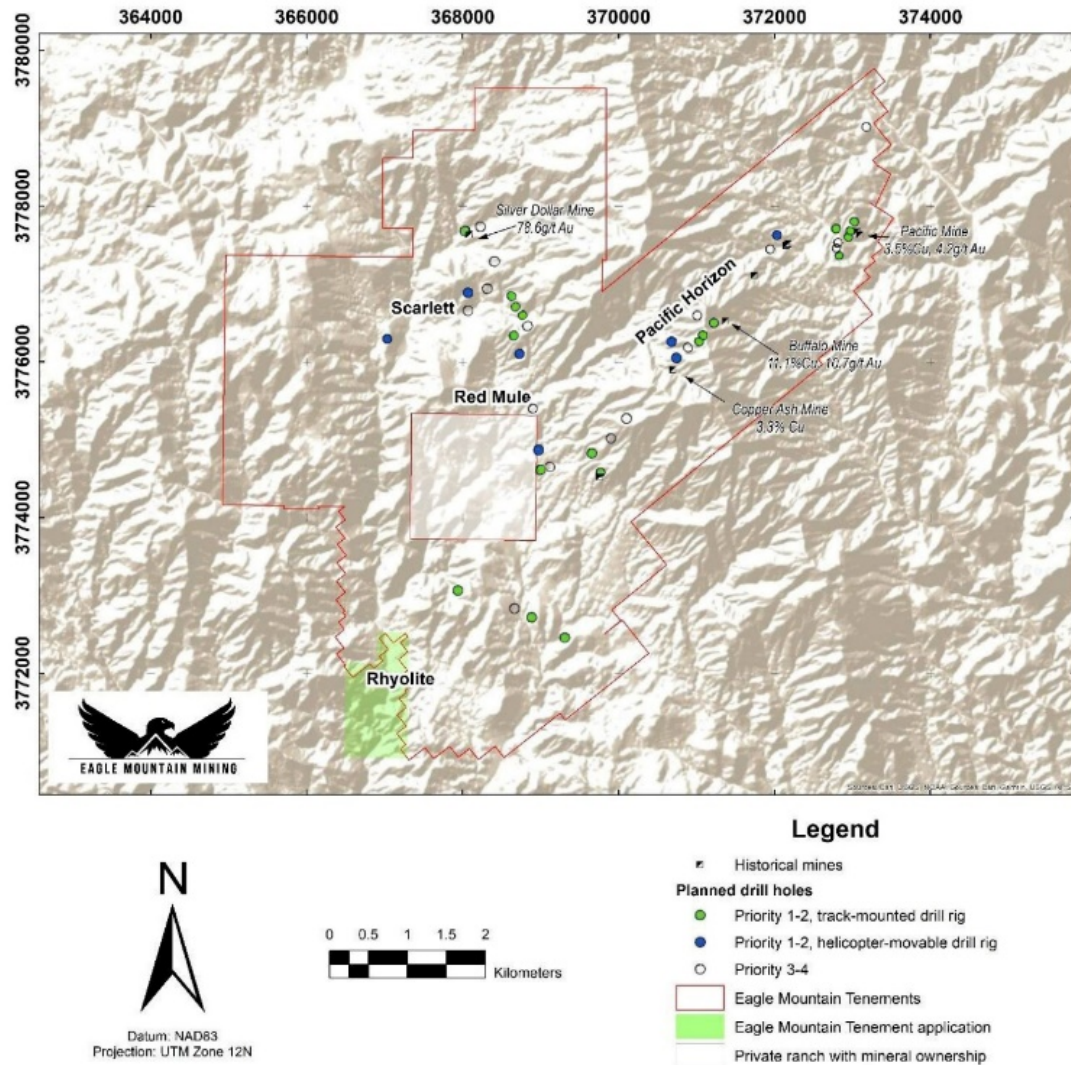 364000 366000 368000 370000 372000 374000
3780000
3778000
3776000
3774000
3772000
Silver Dollar Mine
78.6g/t Au
Pacific Mine
3.5%Cu, 4.2g/t Au
Scarlett
Pacific Horizon
Buffalo Mine
11.1%Cu, 10.7g/t Au
Red Mule
Copper Ash Mine
3.3% Cu
Rhyolite
EAGLE MOUNTAIN MINING
N
Datum: NAD83
Projection: UTM Zone 12N
0 0.5 1 2
Kilometers
Legend
Historical mines
Planned drill holes
Priority 1-2, track-mounted drill rig
Priority 1-2, helicopter-movable drill rig
Priority 3-4
Eagle Mountain Tenements
Eagle Mountain Tenement application
Private ranch with mineral ownership